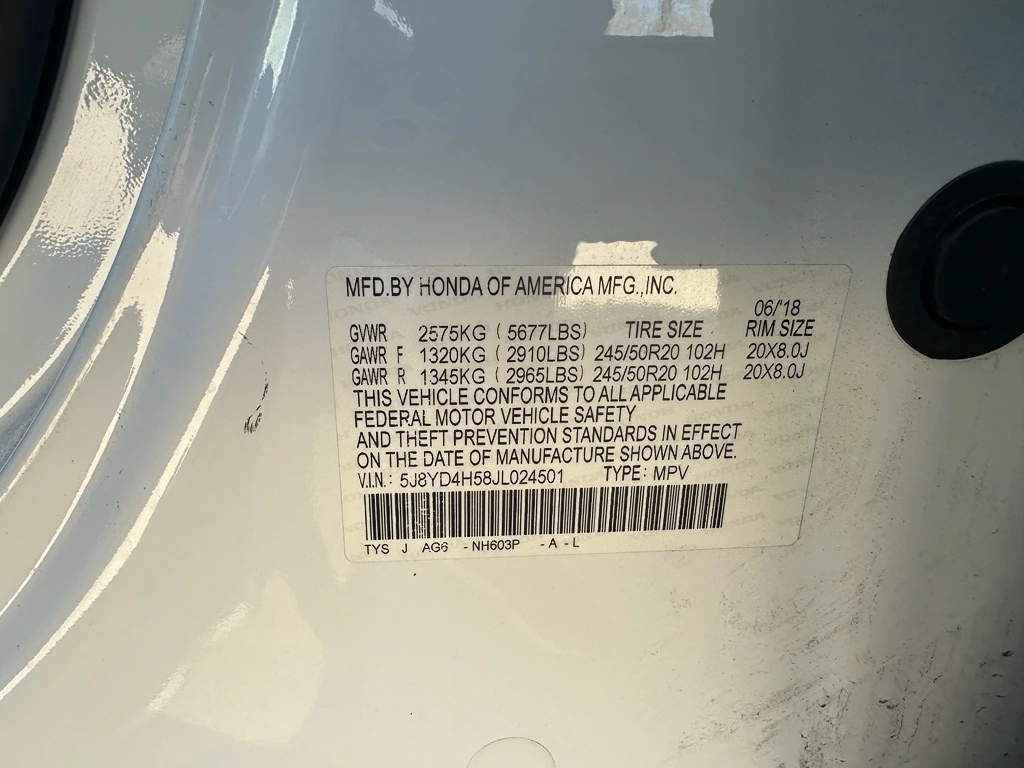 MFD.BY HONDA OF AMERICA MFG.,INC.
06/'18
GVWR 2575KG ( 5677LBS) TIRE SIZE RIM SIZE
GAWR F 1320KG ( 2910LBS) 245/50R20 102H 20X8.0J
GAWR R 1345KG ( 2965LBS) 245/50R20 102H 20X8.0J
THIS VEHICLE CONFORMS TO ALL APPLICABLE
FEDERAL MOTOR VEHICLE SAFETY
AND THEFT PREVENTION STANDARDS IN EFFECT
ON THE DATE OF MANUFACTURE SHOWN ABOVE.
V.I.N.: 5J8YD4H58JL024501 TYPE: MPV
TYS J AG6 - NH603P - A - L